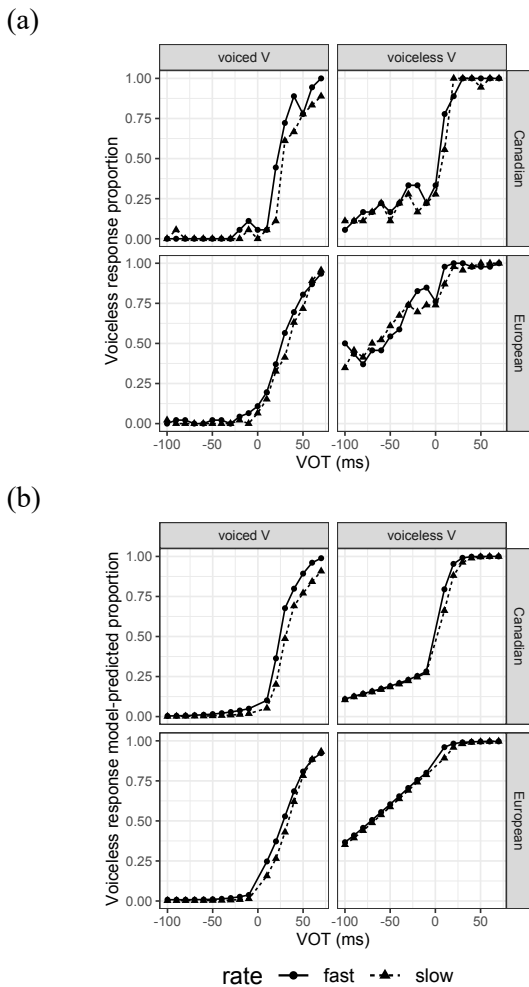 (a)
voiced V voiceless V
Voiceless response proportion
1.00
0.75
0.50
0.25
0.00
Canadian
1.00
0.75
0.50
0.25
0.00
European
-100 -50 0 50 -100 -50 0 50
VOT (ms)
(b)
voiced V voiceless V
Voiceless response model-predicted proportion
1.00
0.75
0.50
0.25
0.00
Canadian
1.00
0.75
0.50
0.25
0.00
European
-100 -50 0 50 -100 -50 0 50
VOT (ms)
rate fast slow